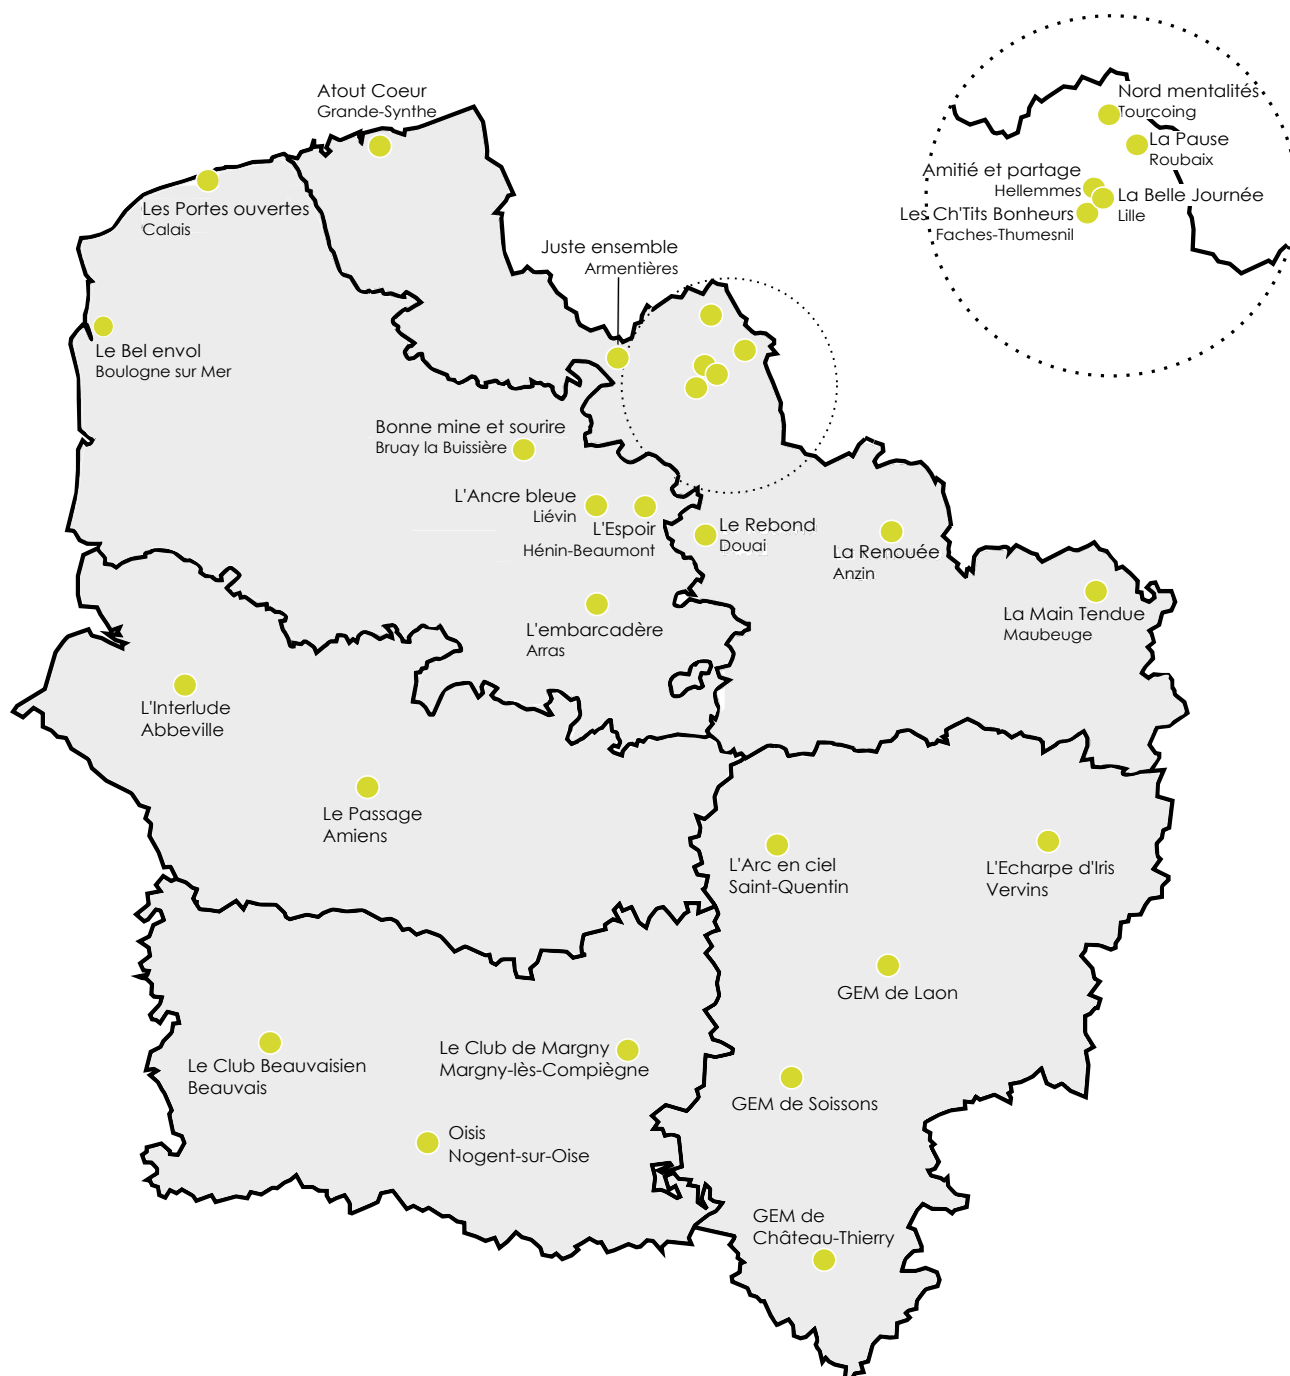 Atout Coeur
Grande-Synthe
Nord mentalités
Tourcoing
La Pause
Roubaix
Amitié et partage
Hellemmes
La Belle Journée
Lille
Les Ch'Tits Bonheurs
Faches-Thumesnil
Les Portes ouvertes
Calais
Juste ensemble
Armentières
Le Bel envol
Boulogne sur Mer
Bonne mine et sourire
Bruay la Buissière
L'Ancre bleue
Liévin
L'Espoir
Hénin-Beaumont
Le Rebond
Douai
La Renouée
Anzin
La Main Tendue
Maubeuge
L'embarcadère
Arras
L'Interlude
Abbeville
Le Passage
Amiens
L'Arc en ciel
Saint-Quentin
L'Echarpe d'Iris
Vervins
GEM de Laon
Le Club Beauvaisien
Beauvais
Le Club de Margny
Margny-lès-Compiègne
GEM de Soissons
Oisis
Nogent-sur-Oise
GEM de
Château-Thierry